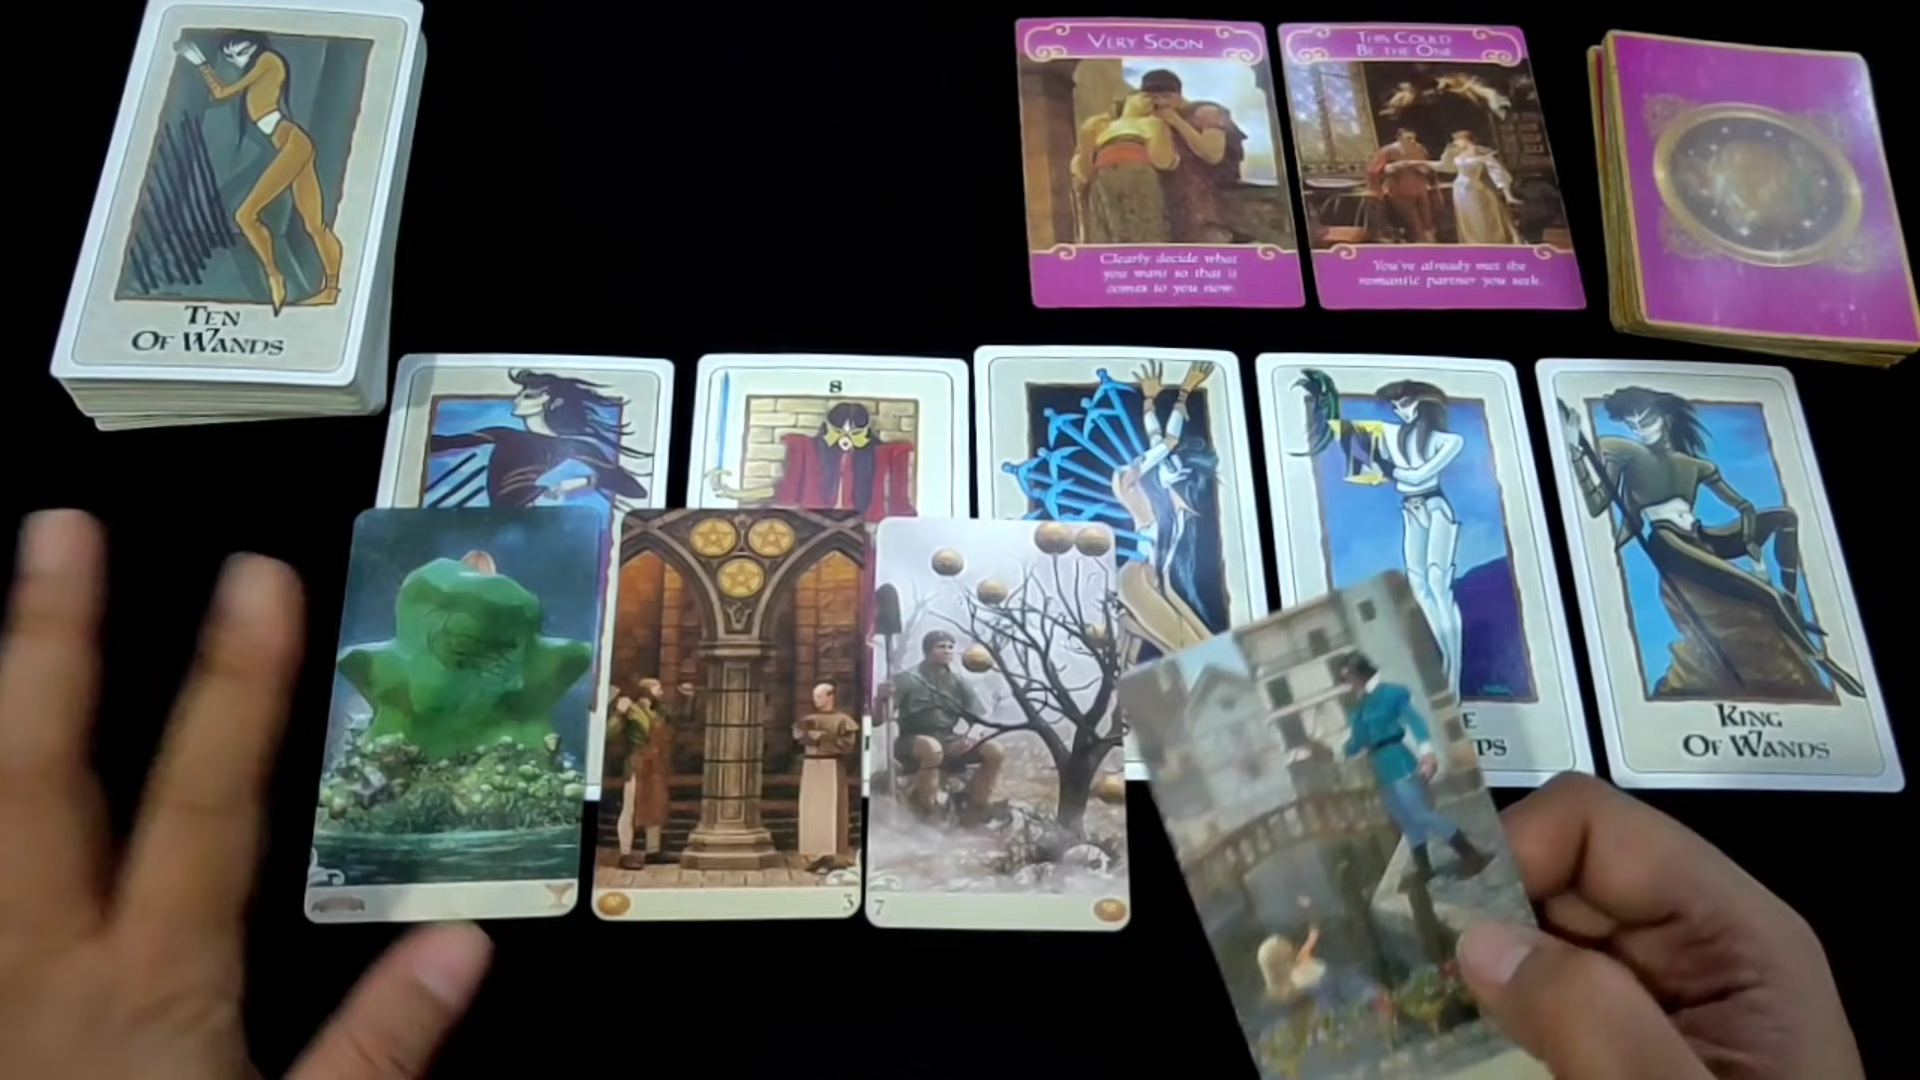 VERY SOON
THIS COULD
BE THE ONE
Clearly decide what
you want so that it
comes to you now.
You've already met the
romantic partner you seek.
TEN
OF WANDS
8
KING
OF WANDS
3
7